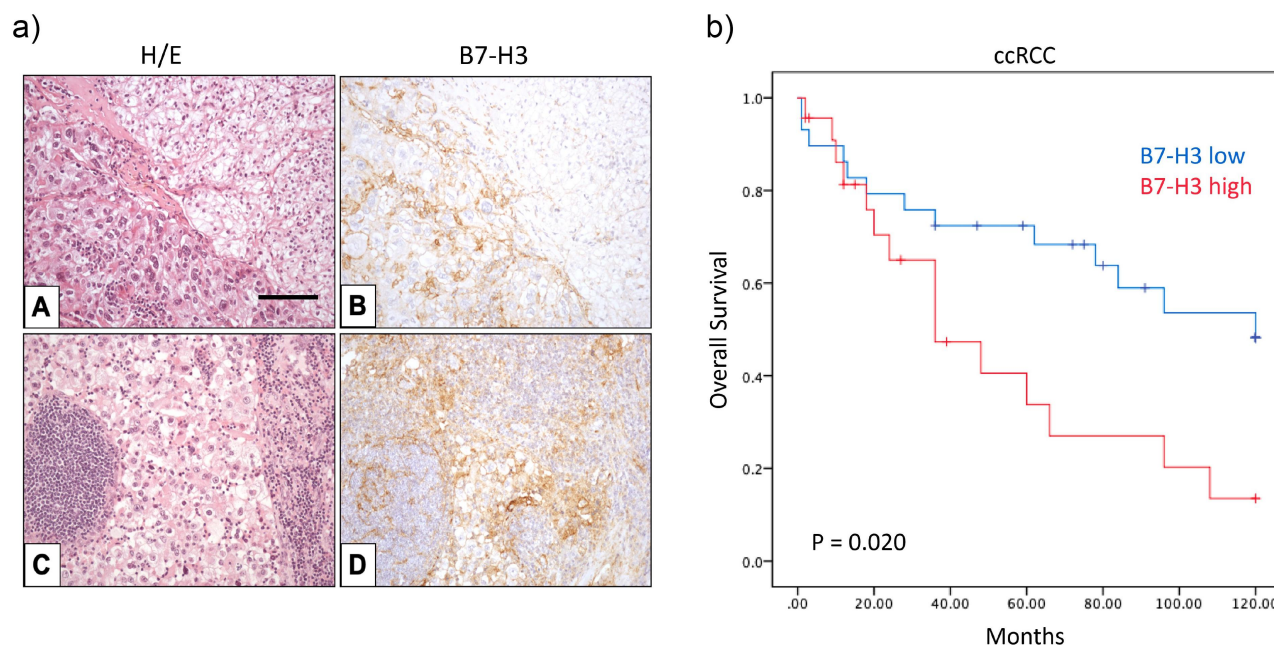 a)
H/E
B7-H3
A
B
C
D
b)
ccRCC
B7-H3 low
B7-H3 high
Overall Survival
1.0
0.8
0.6
0.4
0.2
0.0
P = 0.020
.00 20.00 40.00 60.00 80.00 100.00 120.00
Months